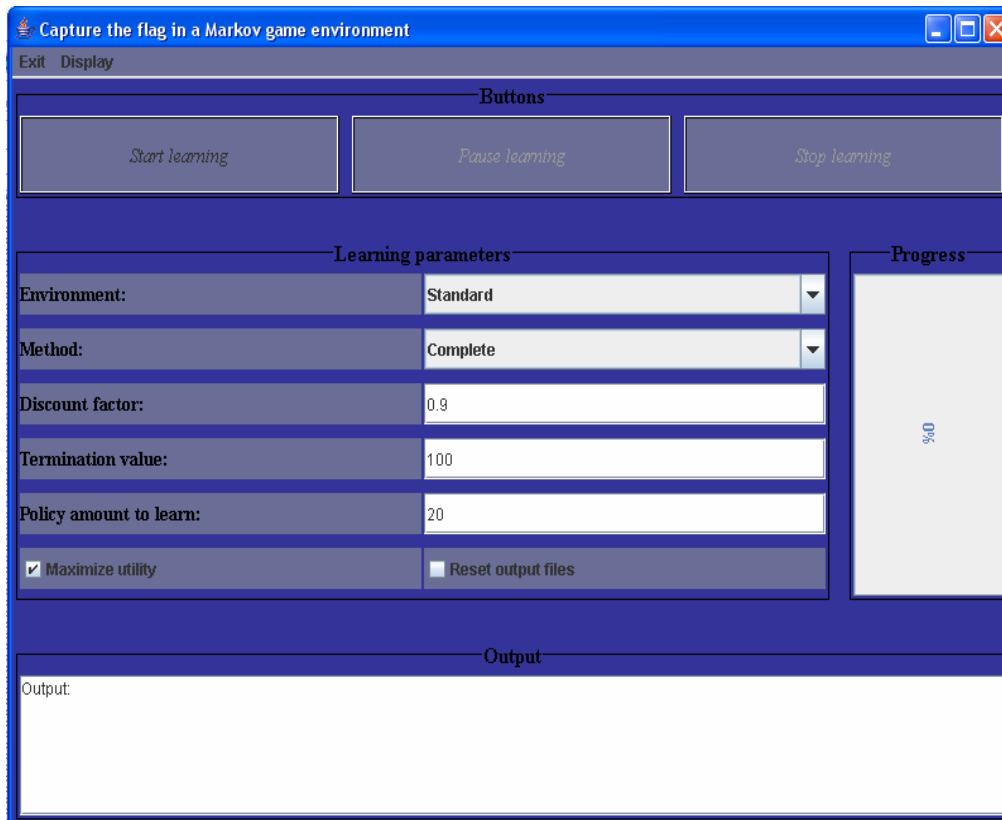 Capture the flag in a Markov game environment
Exit Display
Buttons
Start learning Pause learning Stop learning
Learning parameters Progress
Environment: Standard
Method: Complete
Discount factor: 0.9
0%
Termination value: 100
Policy amount to learn: 20
Maximize utility Reset output files
Output
Output: